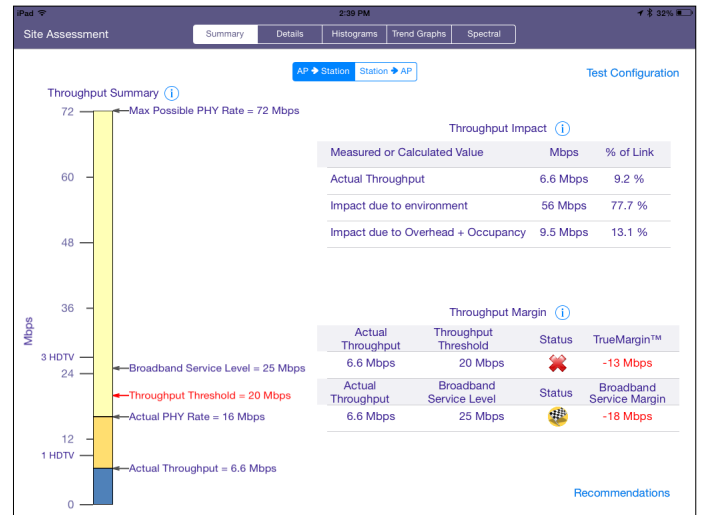 iPad 2:39 PM 32%
Site Assessment Summary Details Histograms Trend Graphs Spectral
AP ➔ Station Station ➔ AP
Test Configuration
Throughput Summary i
72 Max Possible PHY Rate = 72 Mbps
60
48
36
Mbps
3 HDTV
Broadband Service Level = 25 Mbps
24
Throughput Threshold = 20 Mbps
Actual PHY Rate = 16 Mbps
12
1 HDTV
Actual Throughput = 6.6 Mbps
0
Throughput Impact i
Measured or Calculated Value Mbps % of Link
Actual Throughput 6.6 Mbps 9.2 %
Impact due to environment 56 Mbps 77.7 %
Impact due to Overhead + Occupancy 9.5 Mbps 13.1 %
Throughput Margin i
Actual Throughput Throughput Threshold Status TrueMargin™
6.6 Mbps 20 Mbps -13 Mbps
Actual Throughput Broadband Service Level Status Broadband Service Margin
6.6 Mbps 25 Mbps -18 Mbps
Recommendations